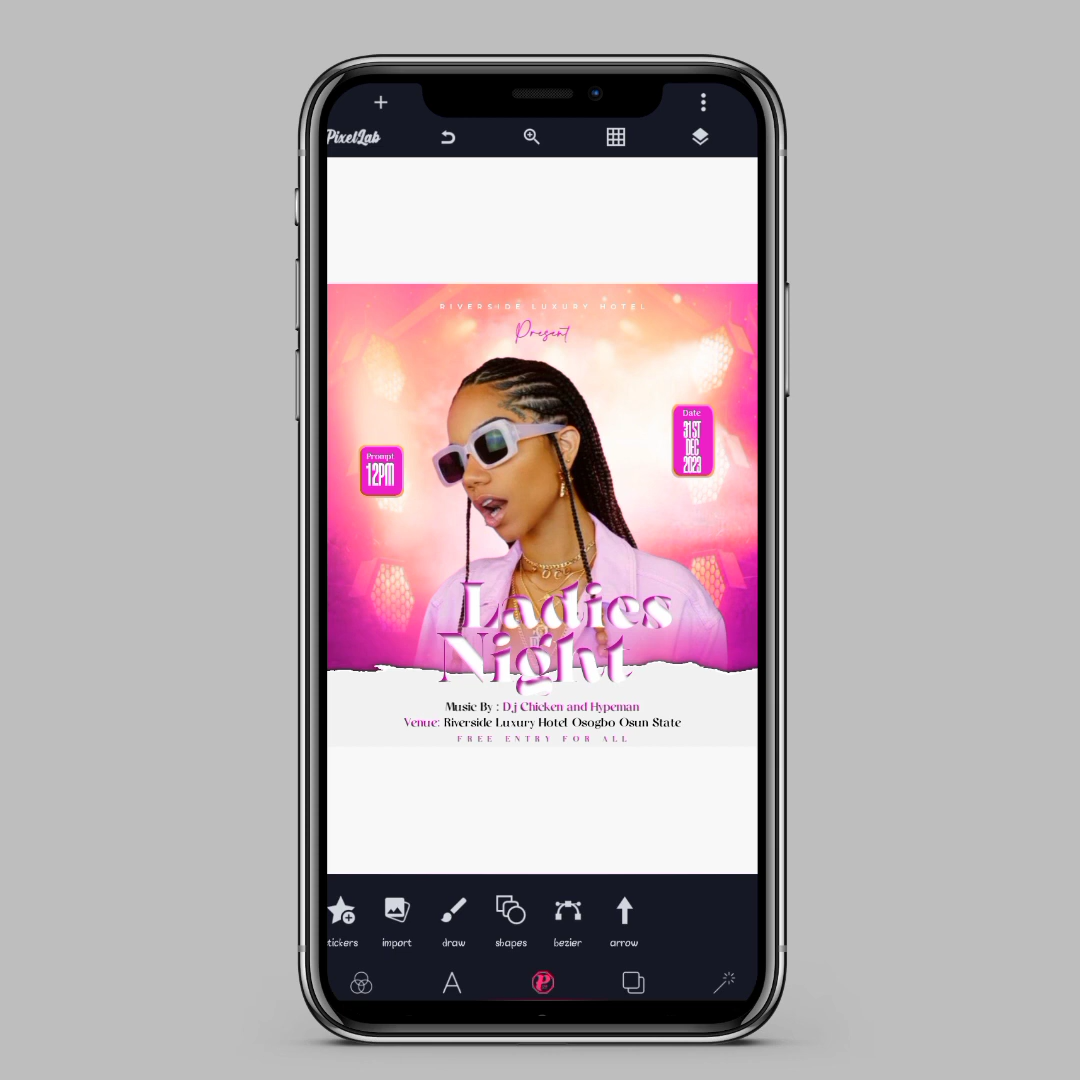 PixelLab
RIVERSIDE LUXURY HOTEL
Present
Date
31ST
DEC
2023
Prompt
12PM
Ladies
Night
Music By : Dj Chicken and Hypeman
Venue: Riverside Luxury Hotel Osogbo Osun State
FREE ENTRY FOR ALL
tickers
import
draw
shapes
bezier
arrow
A
P